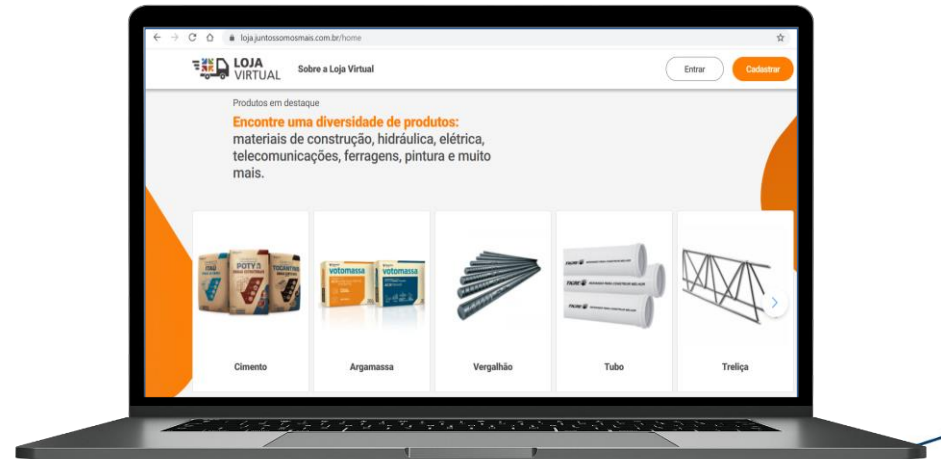 loja.juntossomosmais.com.br/home
LOJA
VIRTUAL
Sobre a Loja Virtual
Entrar
Cadastrar
Produtos em destaque
Encontre uma diversidade de produtos:
materiais de construção, hidráulica, elétrica,
telecomunicações, ferragens, pintura e muito
mais.
ITAÚ
POTY
TOCANTINS
votomassa
votomassa
Cimento
Argamassa
Vergalhão
Tubo
Treliça